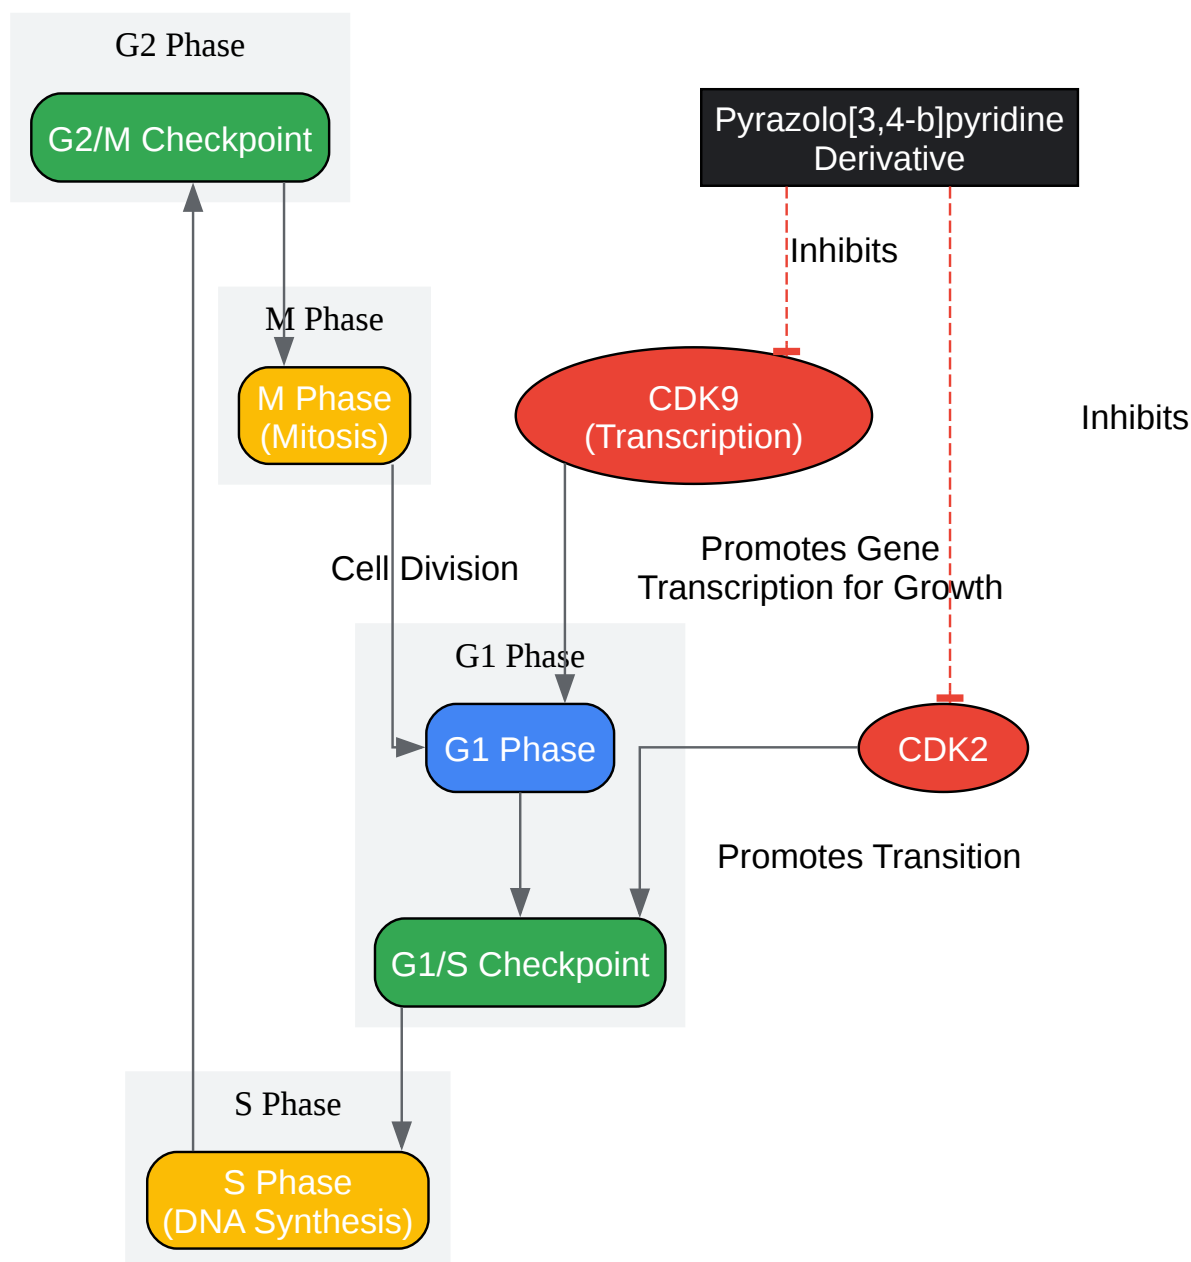 G2 Phase
G2/M Checkpoint
Pyrazolo[3,4-b]pyridine
Derivative
Inhibits
M Phase
M Phase
(Mitosis)
CDK9
(Transcription)
Inhibits
Cell Division
Promotes Gene
Transcription for Growth
G1 Phase
G1 Phase
CDK2
Promotes Transition
G1/S Checkpoint
S Phase
S Phase
(DNA Synthesis)